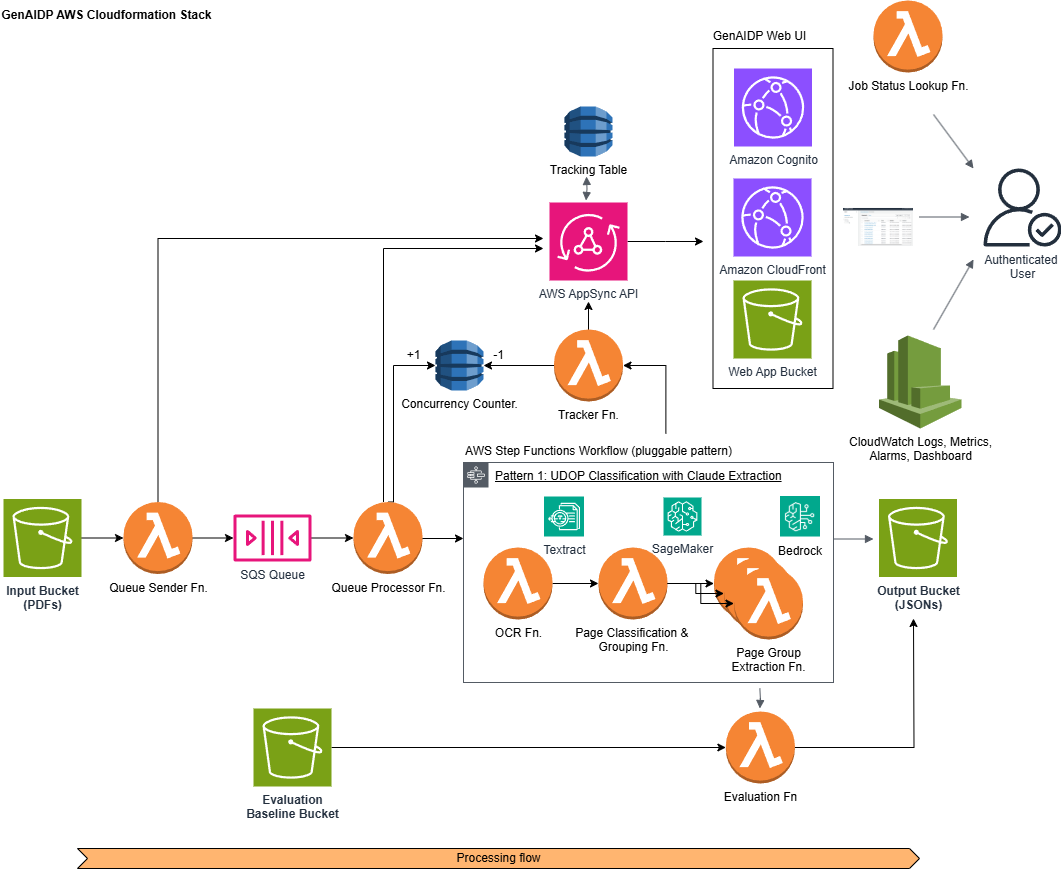 GenAIDP AWS Cloudformation Stack
GenAIDP Web UI
Job Status Lookup Fn.
Amazon Cognito
Tracking Table
Amazon CloudFront
Authenticated
User
AWS AppSync API
+1
-1
Web App Bucket
Concurrency Counter.
Tracker Fn.
CloudWatch Logs, Metrics,
Alarms, Dashboard
AWS Step Functions Workflow (pluggable pattern)
Pattern 1: UDOP Classification with Claude Extraction
Textract
SageMaker
Bedrock
Input Bucket
(PDFs)
Queue Sender Fn.
SQS Queue
Queue Processor Fn.
OCR Fn.
Page Classification &
Grouping Fn.
Page Group
Extraction Fn.
Output Bucket
(JSONs)
Evaluation
Baseline Bucket
Evaluation Fn
Processing flow